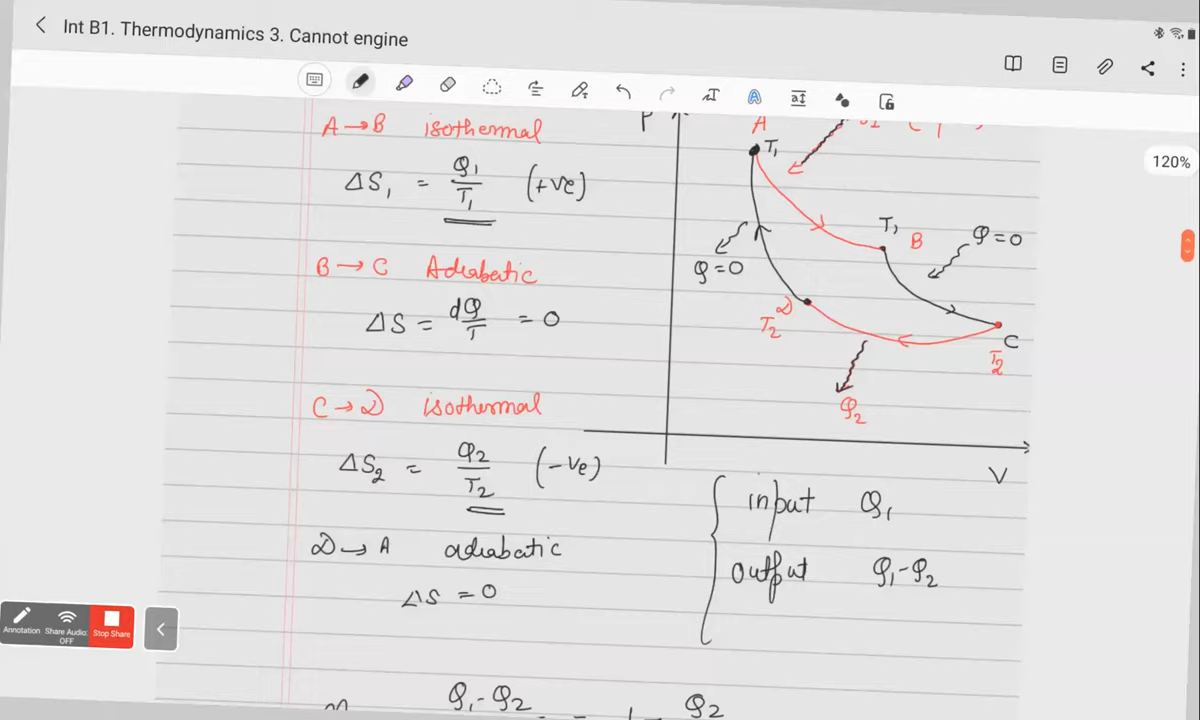 Int B1. Thermodynamics 3. Cannot engine
120%
A → B isothermal
ΔS₁ = Q₁/T₁ (+ve)
B → C Adiabatic
ΔS = dQ/T = 0
C → D isothermal
ΔS₂ = Q₂/T₂ (-ve)
D → A adiabatic
ΔS = 0
P
A
T₁
T₁ B
Q=0
Q=0
D
T₂
C
T₂
Q₂
V
input Q₁
output Q₁-Q₂
Annotation
Share Audio: OFF
Stop Share
Q₁-Q₂
Q₂